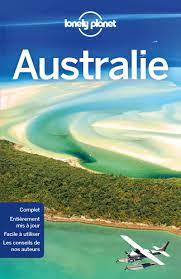 lonely planet
Australie
Complet
Entièrement
mis à jour
Facile à utiliser
Les conseils de
nos auteurs